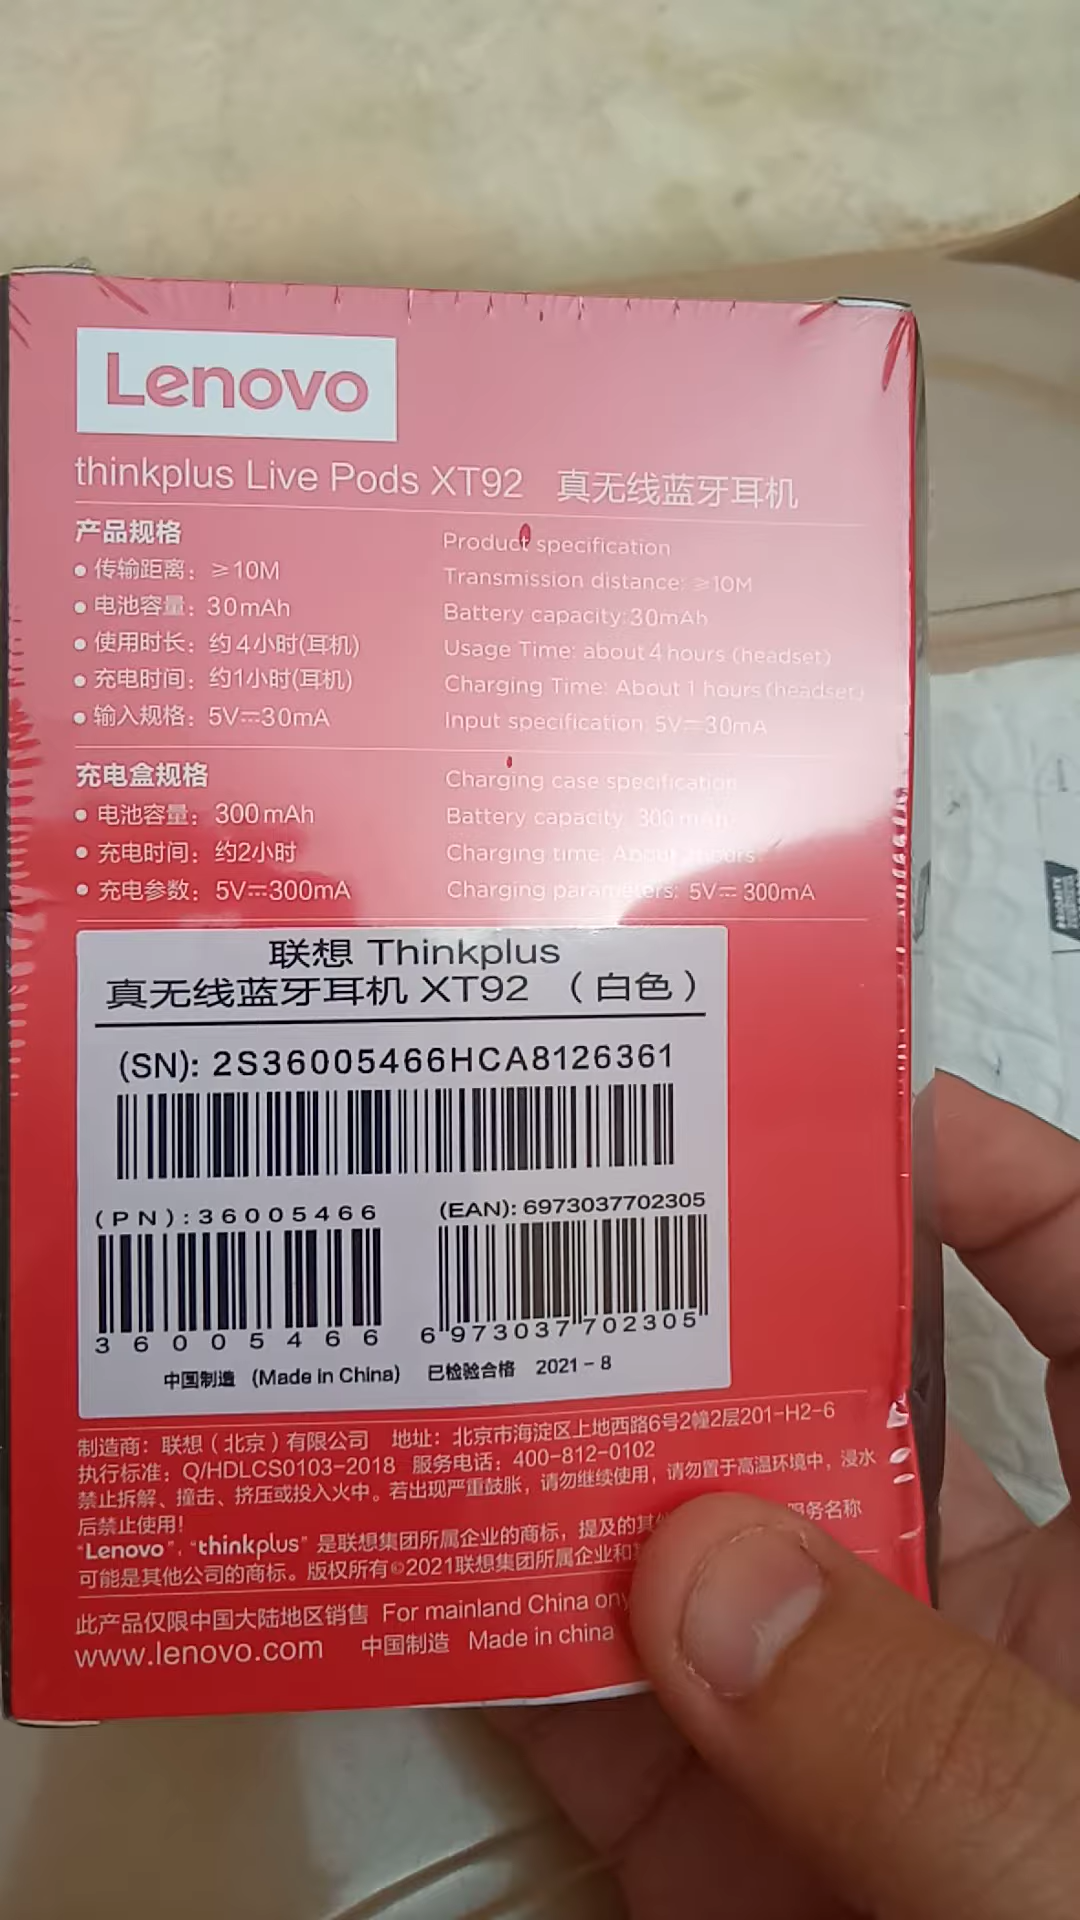 Lenovo
thinkplus Live Pods XT92 真无线蓝牙耳机
产品规格
Product specification
● 传输距离：≥10M
Transmission distance: ≥10M
● 电池容量：30mAh
Battery capacity:30mAh
● 使用时长：约4小时(耳机)
Usage Time: about 4 hours (headset)
● 充电时间：约1小时(耳机)
Charging Time: About 1 hours (headset)
● 输入规格：5V⎓30mA
Input specification: 5V⎓30mA
充电盒规格
Charging case specification
● 电池容量：300mAh
Battery capacity: 300mAh
● 充电时间：约2小时
Charging time: About hours
● 充电参数：5V⎓300mA
Charging parameters: 5V⎓300mA
联想 Thinkplus
真无线蓝牙耳机 XT92 （白色）
(SN): 2S36005466HCA8126361
(PN):36005466
(EAN): 6973037702305
36005466
6973037702305
中国制造 (Made in China) 已检验合格 2021-8
制造商：联想（北京）有限公司 地址：北京市海淀区上地西路6号2幢2层201-H2-6
执行标准：Q/HDLCS0103-2018 服务电话：400-812-0102
禁止拆解、撞击、挤压或投入火中。若出现严重鼓胀，请勿继续使用，请勿置于高温环境中，浸水
后禁止使用！
“Lenovo”、“thinkplus” 是联想集团所属企业的商标，提及的其 服务名称
可能是其他公司的商标。版权所有©2021联想集团所属企业和
此产品仅限中国大陆地区销售 For mainland China ony
www.lenovo.com 中国制造 Made in china